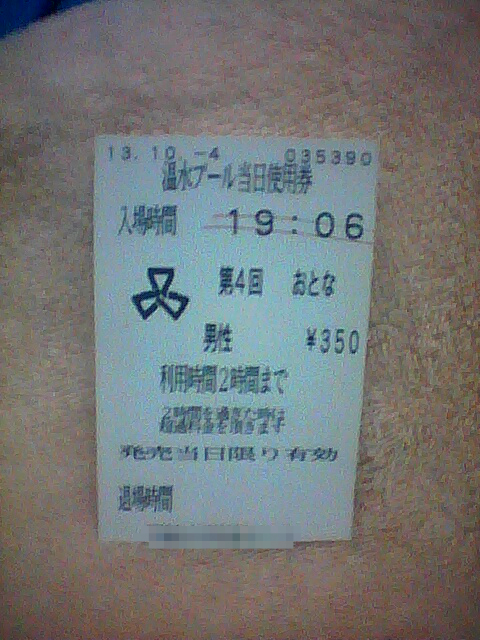 13.10.-4 035390
温水プール当日使用券
入場時間 19:06
第4回 おとな
男性 ¥350
利用時間2時間まで
発売当日限り有効
退場時間